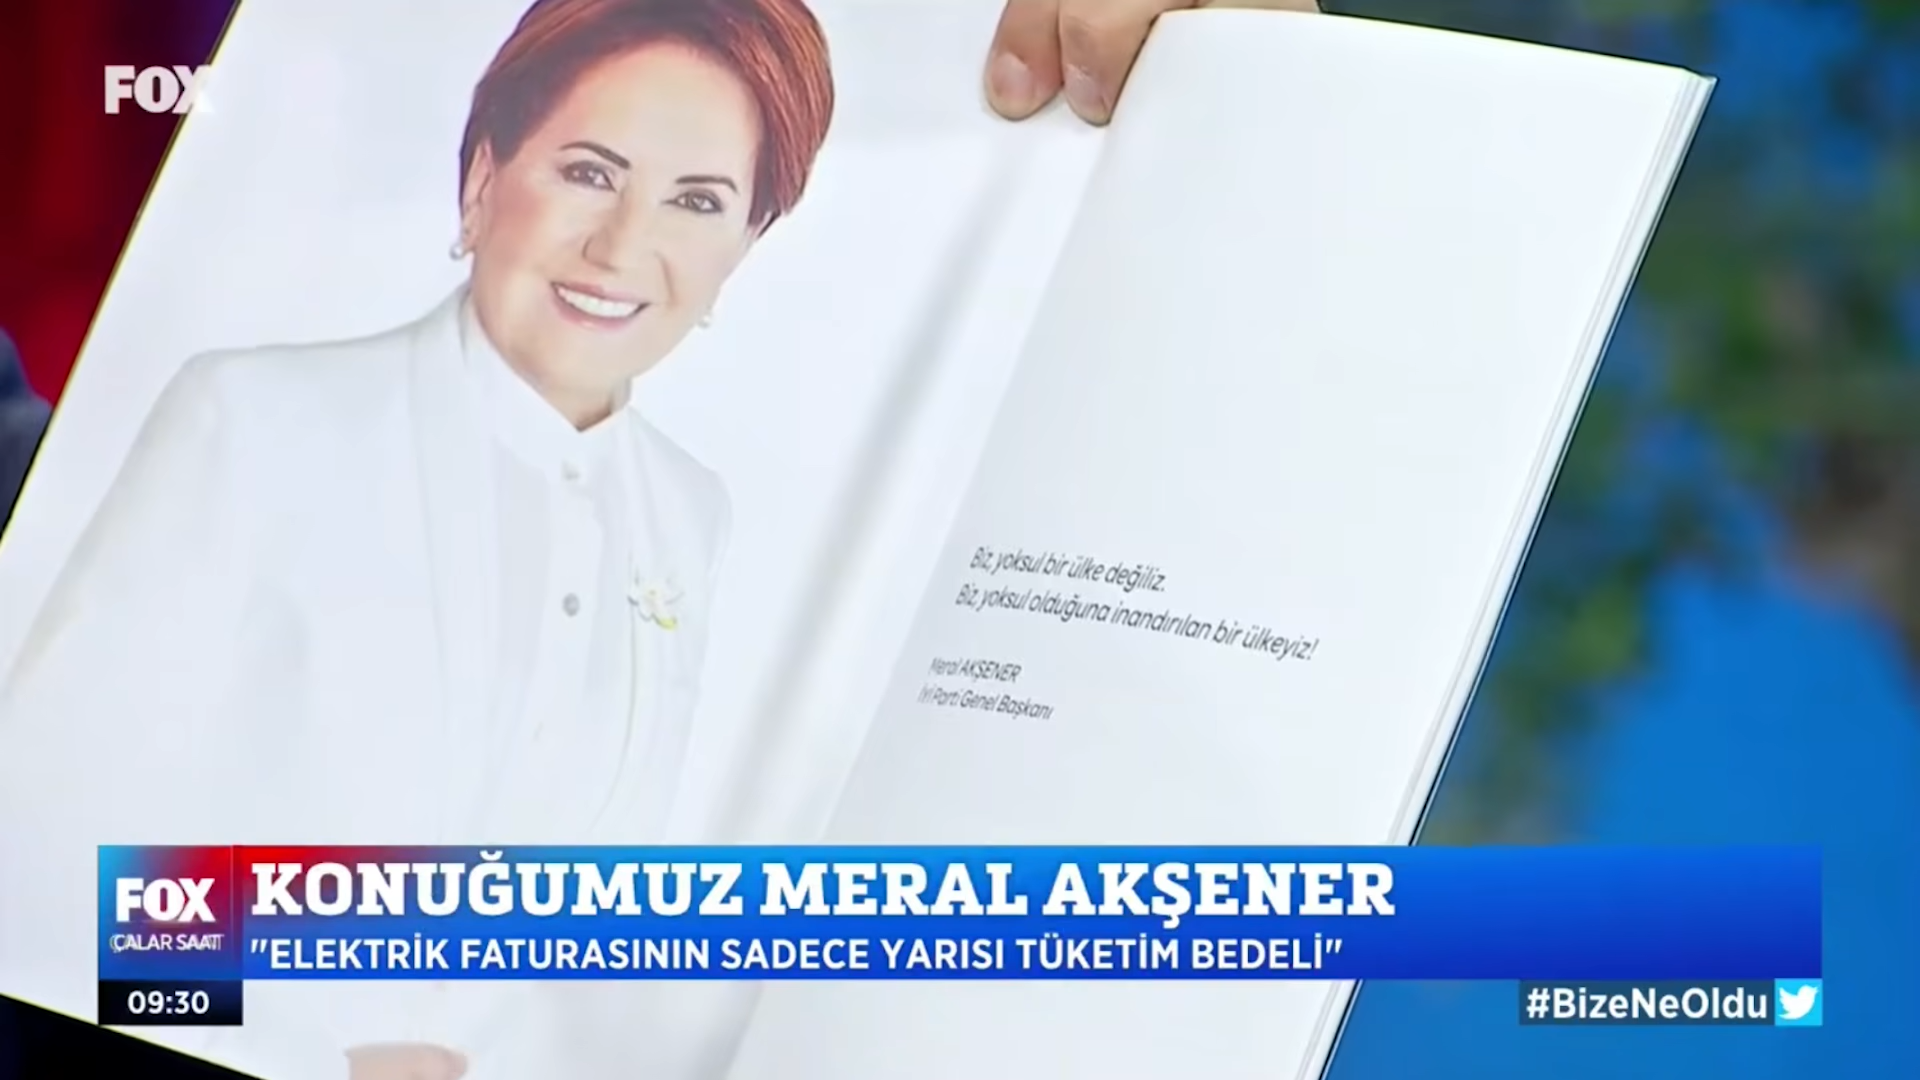 FOX
Biz, yoksul bir ülke değiliz.
Biz, yoksul olduğuna inandırılan bir ülkeyiz!
Meral AKŞENER
İYİ Parti Genel Başkanı
FOX
ÇALAR SAAT
KONUĞUMUZ MERAL AKŞENER
"ELEKTRİK FATURASININ SADECE YARISI TÜKETİM BEDELİ"
09:30
#BizeNeOldu